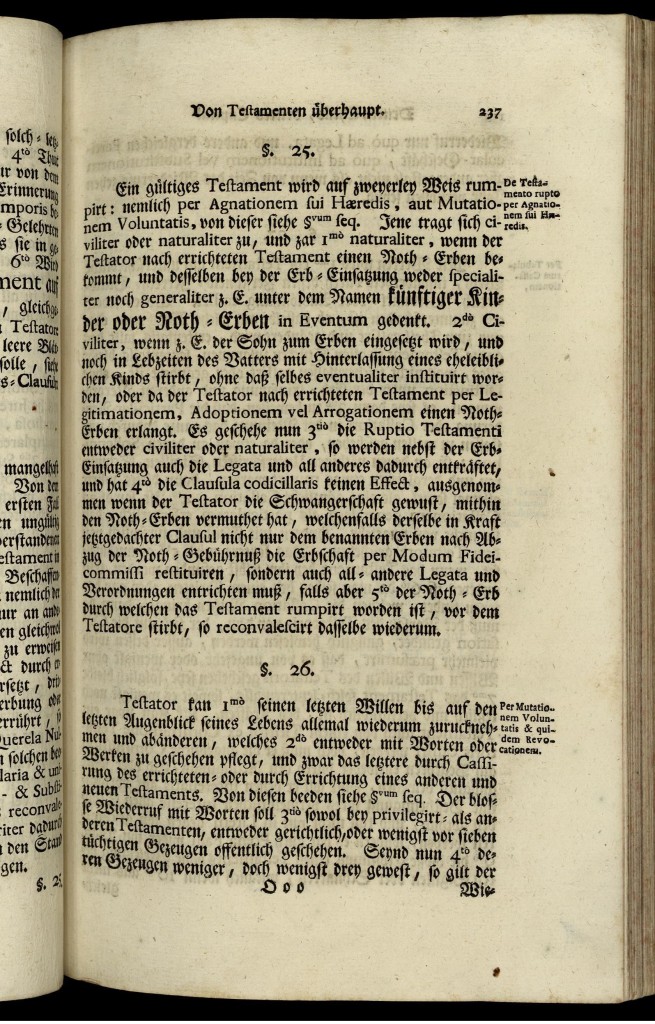 Von Testamenten überhaupt.
237
§. 25.
Ein gültiges Testament wird auf zweyerley Weis rum-
pirt: nemlich per Agnationem sui Hæredis, aut Mutatio-
nem Voluntatis, von dieser siehe §vum seq. Jene tragt sich ci-
viliter oder naturaliter zu, und zar 1mò naturaliter, wenn der
Testator nach errichteten Testament einen Noth-Erben be-
kommt, und desselben bey der Erb-Einsatzung weder speciali-
ter noch generaliter z. E. unter dem Namen künftiger Kin-
der oder Noth-Erben in Eventum gedenkt. 2dò Ci-
viliter, wenn z. E. der Sohn zum Erben eingesetzt wird, und
noch in Lebzeiten des Vatters mit Hinterlassung eines eheleibli-
chen Kinds stirbt, ohne daß selbes eventualiter instituirt wor-
den, oder da der Testator nach errichteten Testament per Le-
gitimationem, Adoptionem vel Arrogationem einen Noth-
Erben erlangt. Es geschehe nun 3tiò die Ruptio Testamenti
entweder civiliter oder naturaliter, so werden nebst der Erb-
Einsatzung auch die Legata und all anderes dadurch entkräftet,
und hat 4tò die Clausula codicillaris keinen Effect, ausgenom-
men wenn der Testator die Schwangerschaft gewust, mithin
den Noth-Erben vermuthet hat, welchenfalls derselbe in Kraft
jetztgedachter Clausul nicht nur dem benannten Erben nach Ab-
zug der Noth-Gebührnuß die Erbschaft per Modum Fidei-
commissi restituiren, sondern auch all-andere Legata und
Verordnungen entrichten muß, falls aber 5tò der Noth-Erb
durch welchen das Testament rumpirt worden ist, vor dem
Testatore stirbt, so reconvalescirt dasselbe wiederum.
De Testa-
mento rupto
per Agnatio-
nem sui Hæ-
redis.
§. 26.
Testator kan 1mò seinen letzten Willen bis auf den
letzten Augenblick seines Lebens allemal wiederum zuruckneh-
men und abänderen, welches 2dò entweder mit Worten oder
Werken zu geschehen pflegt, und zwar das letztere durch Cassi-
rung des errichteten- oder durch Errichtung eines anderen und
neuen Testaments. Von diesen beeden siehe §vum seq. Der blos-
se Wiederruf mit Worten soll 3tiò sowol bey privilegirt- als an-
deren Testamenten, entweder gerichtlich, oder wenigst vor sieben
tüchtigen Gezeugen offentlich geschehen. Seynd nun 4tò de-
ren Gezeugen weniger, doch wenigst drey gewest, so gilt der
Per Mutatio-
nem Volun-
tatis & qui-
dem Revo-
cationem.
Ooo
Wie-